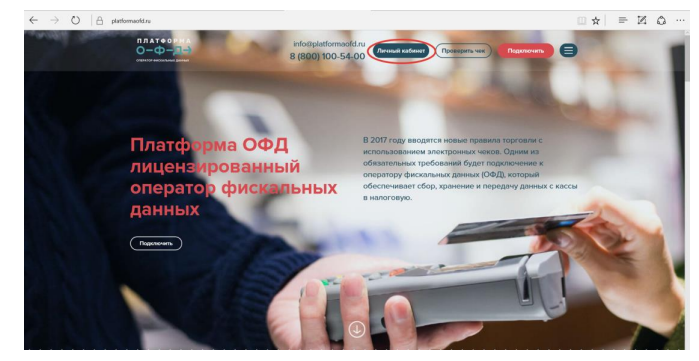 platformaofd.ru
ПЛАТФОРМА
О-Ф-Д
ОПЕРАТОР ФИСКАЛЬНЫХ ДАННЫХ
info@platformaofd.ru
8 (800) 100-54-00
Личный кабинет
Проверить чек
Подключить
Платформа ОФД
лицензированный
оператор фискальных
данных
В 2017 году вводятся новые правила торговли с
использованием электронных чеков. Одним из
обязательных требований будет подключение к
оператору фискальных данных (ОФД), который
обеспечивает сбор, хранение и передачу данных с кассы
в налоговую.
Подключить